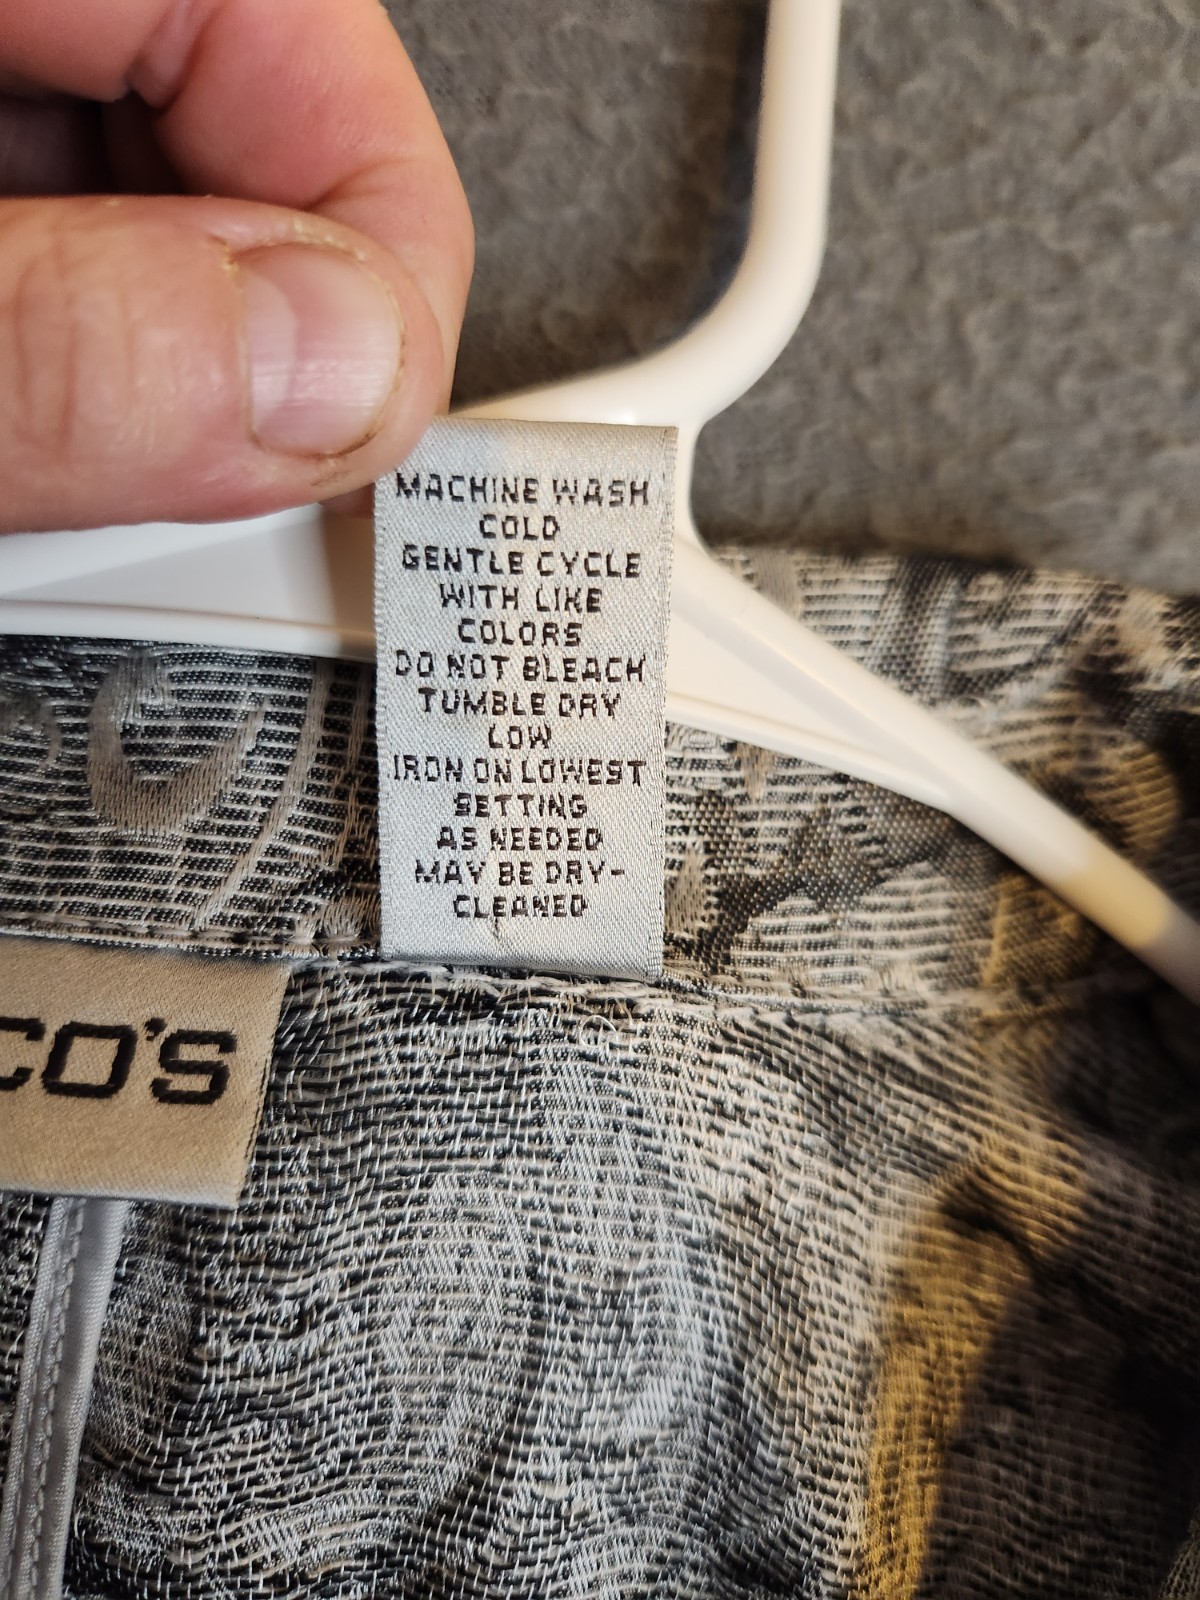 MACHINE WASH
COLD
GENTLE CYCLE
WITH LIKE
COLORS
DO NOT BLEACH
TUMBLE DRY
LOW
IRON ON LOWEST
SETTING
AS NEEDED
MAY BE DRY-
CLEANED
CO'S